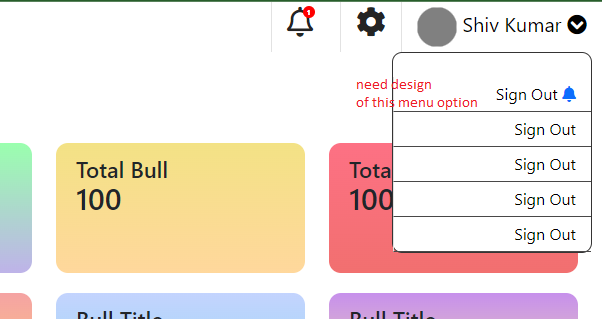 1
Shiv Kumar
need design
of this menu option
Sign Out
Sign Out
Sign Out
Sign Out
Sign Out
Total Bull
100
Tota
100
Bull Title
Bull Title